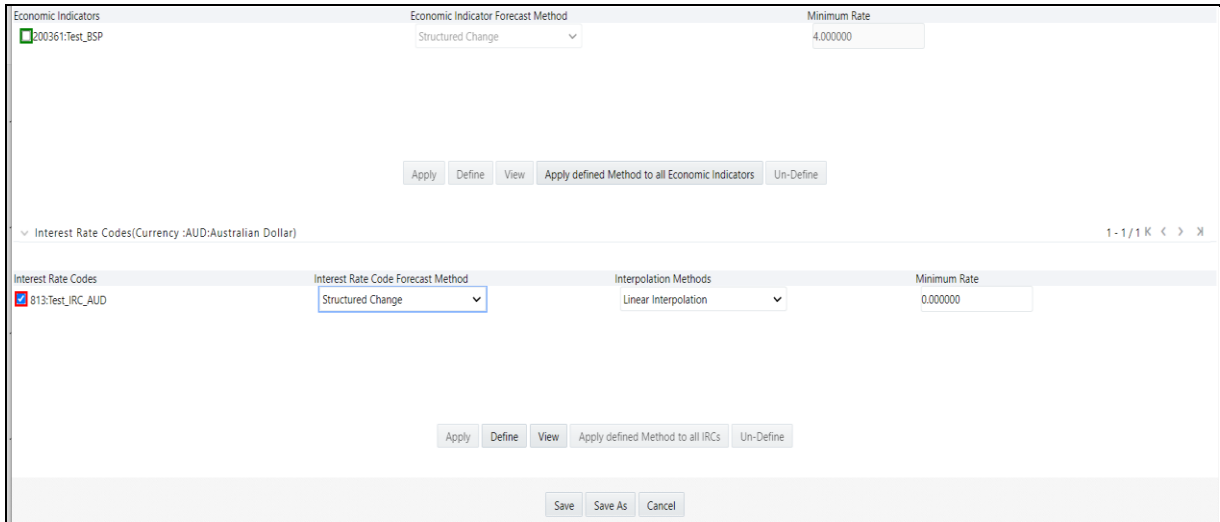 Economic Indicators Economic Indicator Forecast Method Minimum Rate
200361:Test_BSP Structured Change 4.000000
Apply Define View Apply defined Method to all Economic Indicators Un-Define
Interest Rate Codes(Currency :AUD:Australian Dollar) 1 - 1 / 1
Interest Rate Codes Interest Rate Code Forecast Method Interpolation Methods Minimum Rate
813:Test_IRC_AUD Structured Change Linear Interpolation 0.000000
Apply Define View Apply defined Method to all IRCs Un-Define
Save Save As Cancel